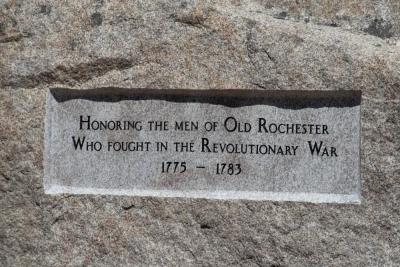 Honoring the men of Old Rochester
Who fought in the Revolutionary War
1775 – 1783